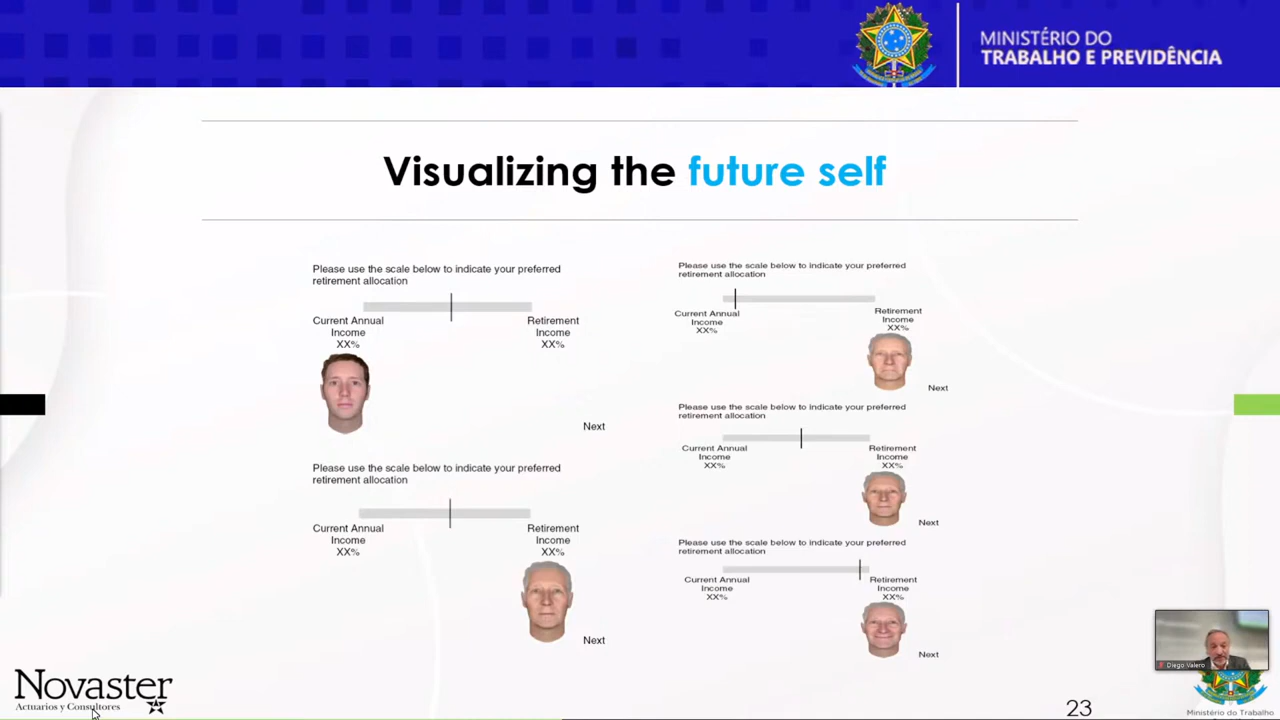 MINISTÉRIO DO
TRABALHO E PREVIDÊNCIA
Visualizing the future self
Please use the scale below to indicate your preferred
retirement allocation
Current Annual
Income
XX%
Retirement
Income
XX%
Next
Please use the scale below to indicate your preferred
retirement allocation
Current Annual
Income
XX%
Retirement
Income
XX%
Next
Please use the scale below to indicate your preferred
retirement allocation
Current Annual
Income
XX%
Retirement
Income
XX%
Next
Please use the scale below to indicate your preferred
retirement allocation
Current Annual
Income
XX%
Retirement
Income
XX%
Next
Please use the scale below to indicate your preferred
retirement allocation
Current Annual
Income
XX%
Retirement
Income
XX%
Next
Diego Valero
Novaster
Actuarios y Consultores
23
Ministério do Trabalho